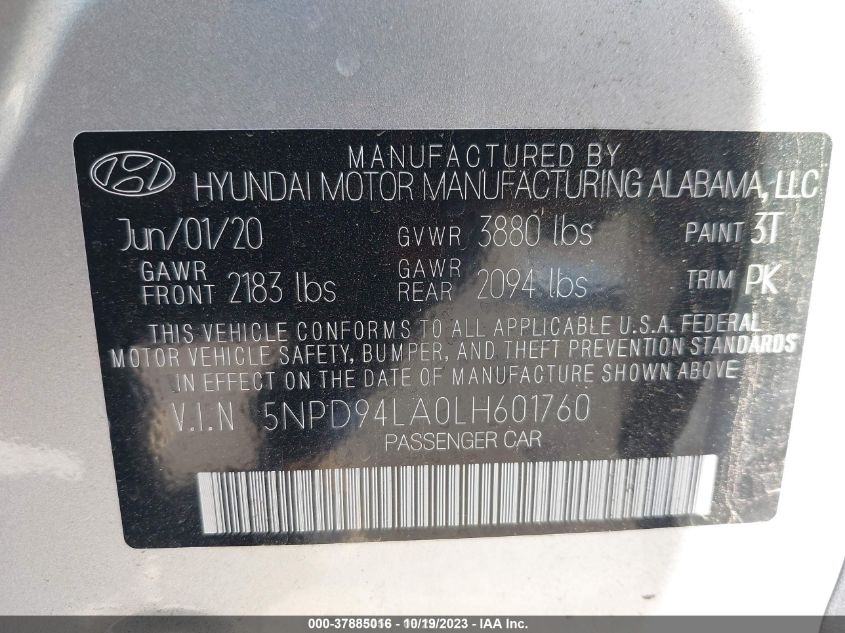 MANUFACTURED BY
HYUNDAI MOTOR MANUFACTURING ALABAMA, LLC
Jun/01/20 GVWR 3880 lbs PAINT 3T
GAWR FRONT 2183 lbs GAWR REAR 2094 lbs TRIM PK
THIS VEHICLE CONFORMS TO ALL APPLICABLE U.S.A. FEDERAL
MOTOR VEHICLE SAFETY, BUMPER, AND THEFT PREVENTION STANDARDS
IN EFFECT ON THE DATE OF MANUFACTURE SHOWN ABOVE.
V.I.N 5NPD94LA0LH601760
PASSENGER CAR
000-37885016 - 10/19/2023 - IAA Inc.